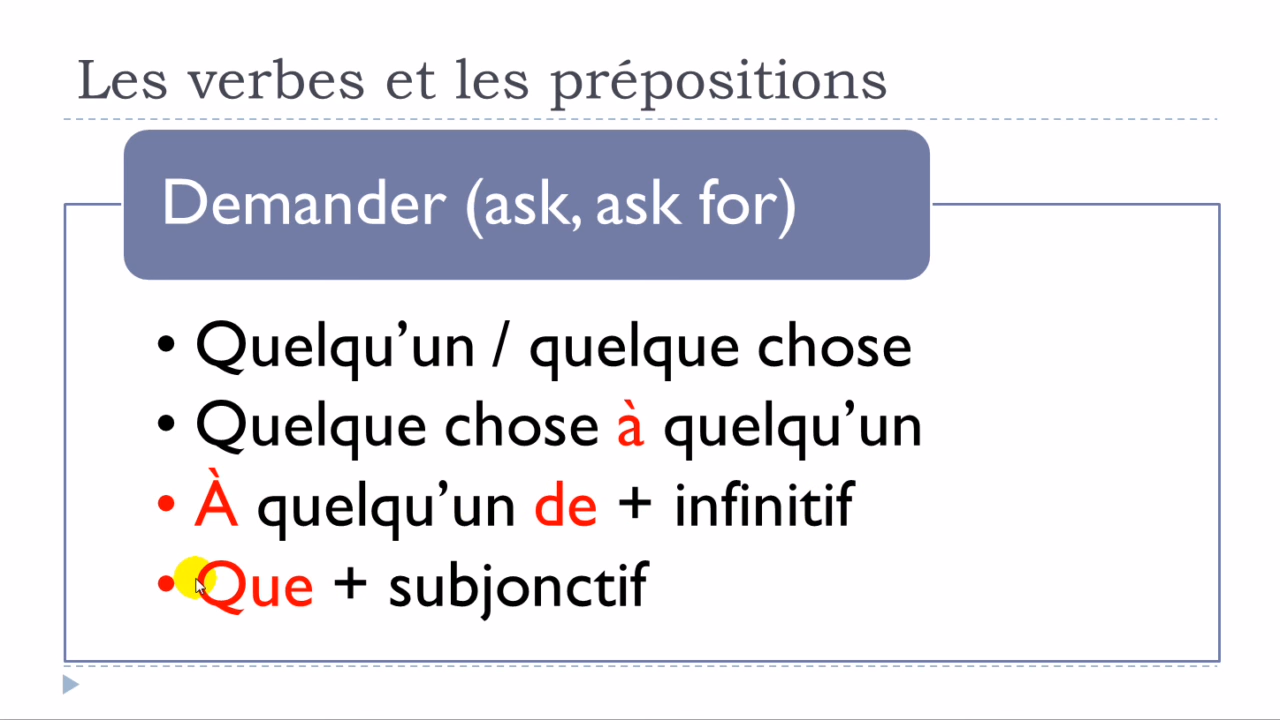 Les verbes et les prépositions
Demander (ask, ask for)
• Quelqu’un / quelque chose
• Quelque chose à quelqu’un
• À quelqu’un de + infinitif
• Que + subjonctif